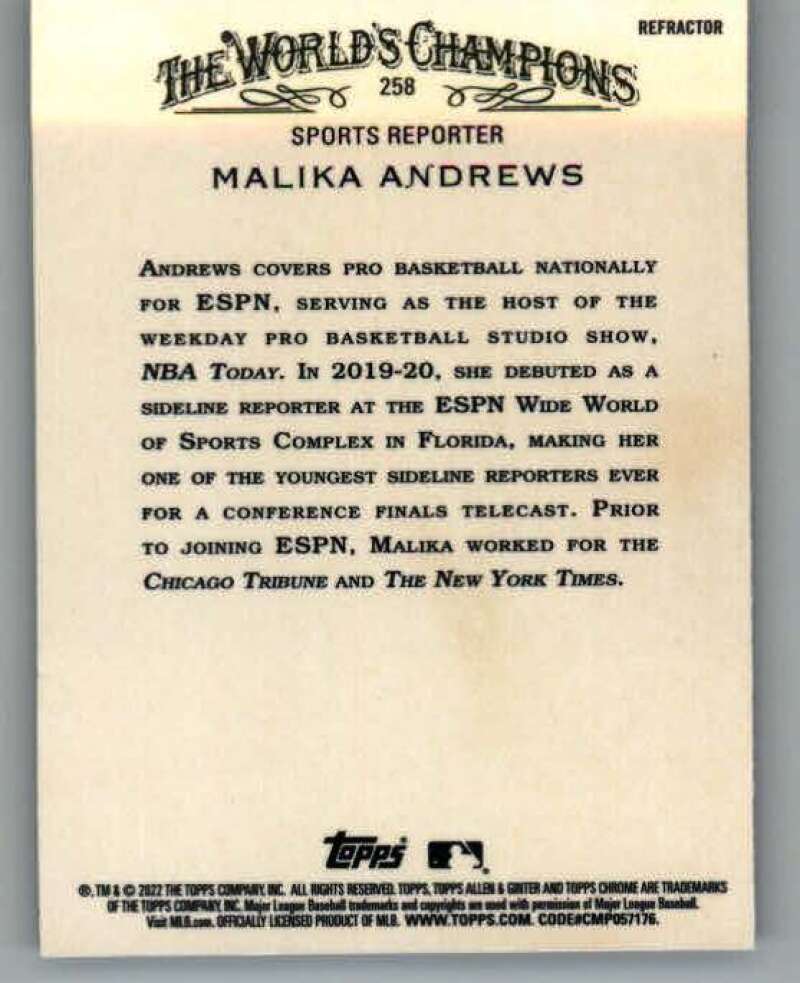 REFRACTOR
THE WORLD'S CHAMPIONS
258
SPORTS REPORTER
MALIKA ANDREWS
ANDREWS COVERS PRO BASKETBALL NATIONALLY
FOR ESPN, SERVING AS THE HOST OF THE
WEEKDAY PRO BASKETBALL STUDIO SHOW,
NBA TODAY. IN 2019-20, SHE DEBUTED AS A
SIDELINE REPORTER AT THE ESPN WIDE WORLD
OF SPORTS COMPLEX IN FLORIDA, MAKING HER
ONE OF THE YOUNGEST SIDELINE REPORTERS EVER
FOR A CONFERENCE FINALS TELECAST. PRIOR
TO JOINING ESPN, MALIKA WORKED FOR THE
CHICAGO TRIBUNE AND THE NEW YORK TIMES.
Topps®
®, TM & © 2022 THE TOPPS COMPANY, INC. ALL RIGHTS RESERVED. TOPPS, TOPPS ALLEN & GINTER AND TOPPS CHROME ARE TRADEMARKS
OF THE TOPPS COMPANY, INC. Major League Baseball trademarks and copyrights are used with permission of Major League Baseball.
Visit MLB.com. OFFICIALLY LICENSED PRODUCT OF MLB. WWW.TOPPS.COM. CODE#CMP057176.